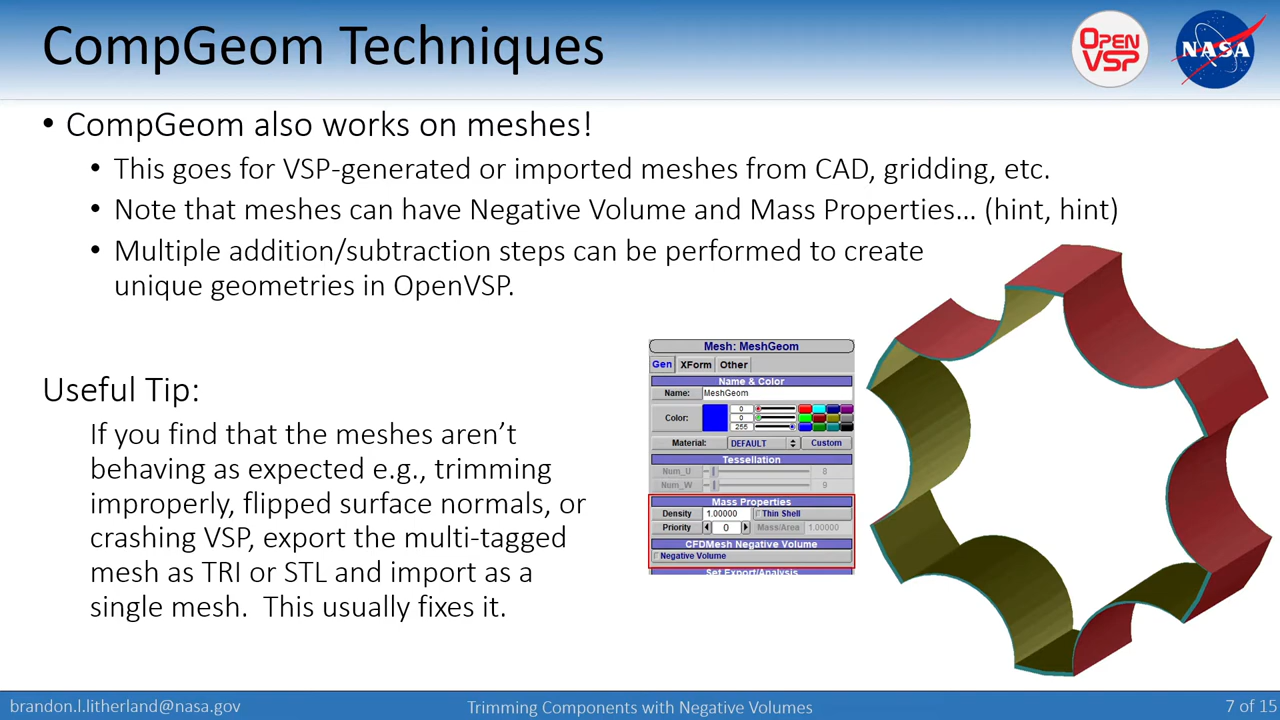 CompGeom Techniques
OPEN
VSP
NASA
• CompGeom also works on meshes!
• This goes for VSP-generated or imported meshes from CAD, gridding, etc.
• Note that meshes can have Negative Volume and Mass Properties… (hint, hint)
• Multiple addition/subtraction steps can be performed to create
unique geometries in OpenVSP.
Useful Tip:
If you find that the meshes aren’t
behaving as expected e.g., trimming
improperly, flipped surface normals, or
crashing VSP, export the multi-tagged
mesh as TRI or STL and import as a
single mesh.  This usually fixes it.
Mesh: MeshGeom
Gen XForm Other
Name & Color
Name: MeshGeom
Color: 0
0
255
Material: DEFAULT Custom
Tessellation
Num_U 8
Num_W 9
Mass Properties
Density 1.00000 Thin Shell
Priority 0 Mass/Area 1.00000
CFDMesh Negative Volume
Negative Volume
Set Export/Analysis
brandon.l.litherland@nasa.gov
Trimming Components with Negative Volumes
7 of 15